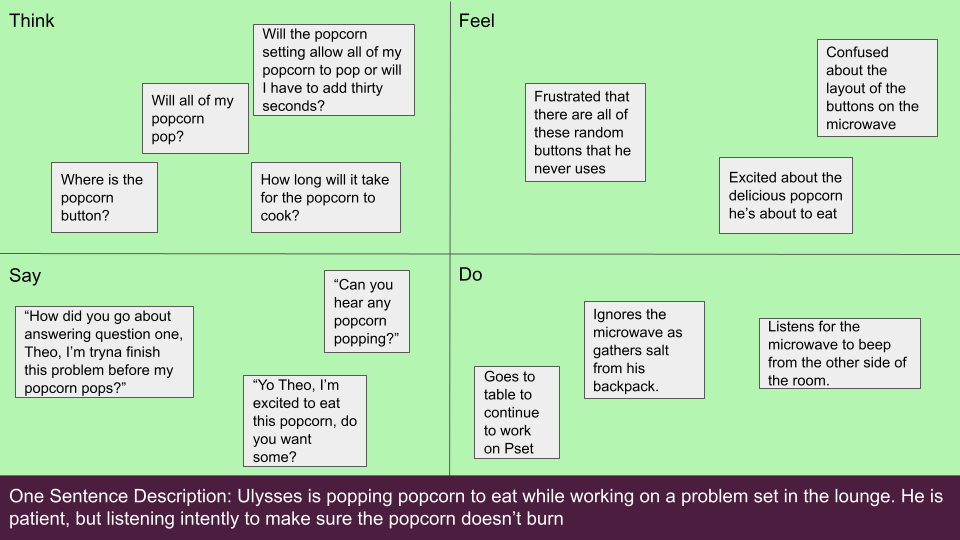 Think
Will the popcorn
setting allow all of my
popcorn to pop or will
I have to add thirty
seconds?
Will all of my
popcorn
pop?
Where is the
popcorn
button?
How long will it take
for the popcorn to
cook?
Feel
Confused
about the
layout of the
buttons on the
microwave
Frustrated that
there are all of
these random
buttons that he
never uses
Excited about the
delicious popcorn
he’s about to eat
Say
“Can you
hear any
popcorn
popping?”
“How did you go about
answering question one,
Theo, I’m tryna finish
this problem before my
popcorn pops?”
“Yo Theo, I’m
excited to eat
this popcorn, do
you want
some?
Do
Ignores the
microwave as
gathers salt
from his
backpack.
Listens for the
microwave to beep
from the other side of
the room.
Goes to
table to
continue
to work
on Pset
One Sentence Description: Ulysses is popping popcorn to eat while working on a problem set in the lounge. He is
patient, but listening intently to make sure the popcorn doesn’t burn